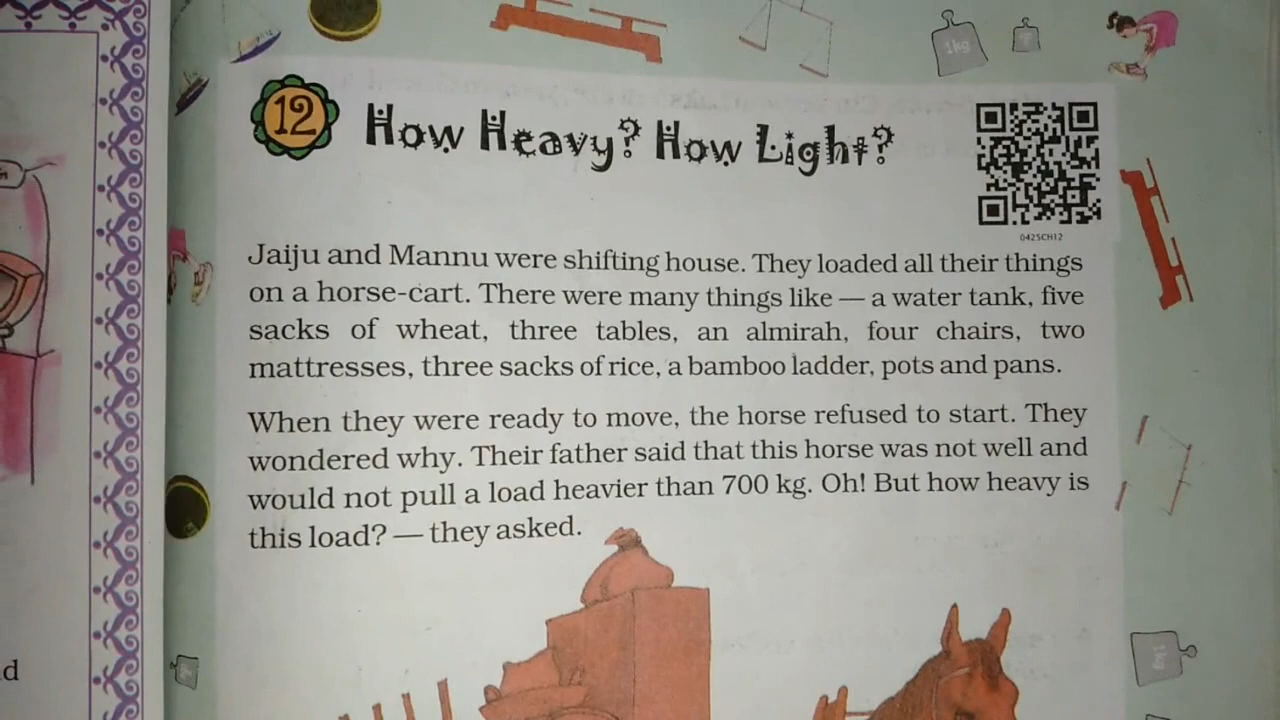 12
How Heavy? How Light?
1kg
0425CH12
Jaiju and Mannu were shifting house. They loaded all their things
on a horse-cart. There were many things like — a water tank, five
sacks of wheat, three tables, an almirah, four chairs, two
mattresses, three sacks of rice, a bamboo ladder, pots and pans.
When they were ready to move, the horse refused to start. They
wondered why. Their father said that this horse was not well and
would not pull a load heavier than 700 kg. Oh! But how heavy is
this load? — they asked.
1kg